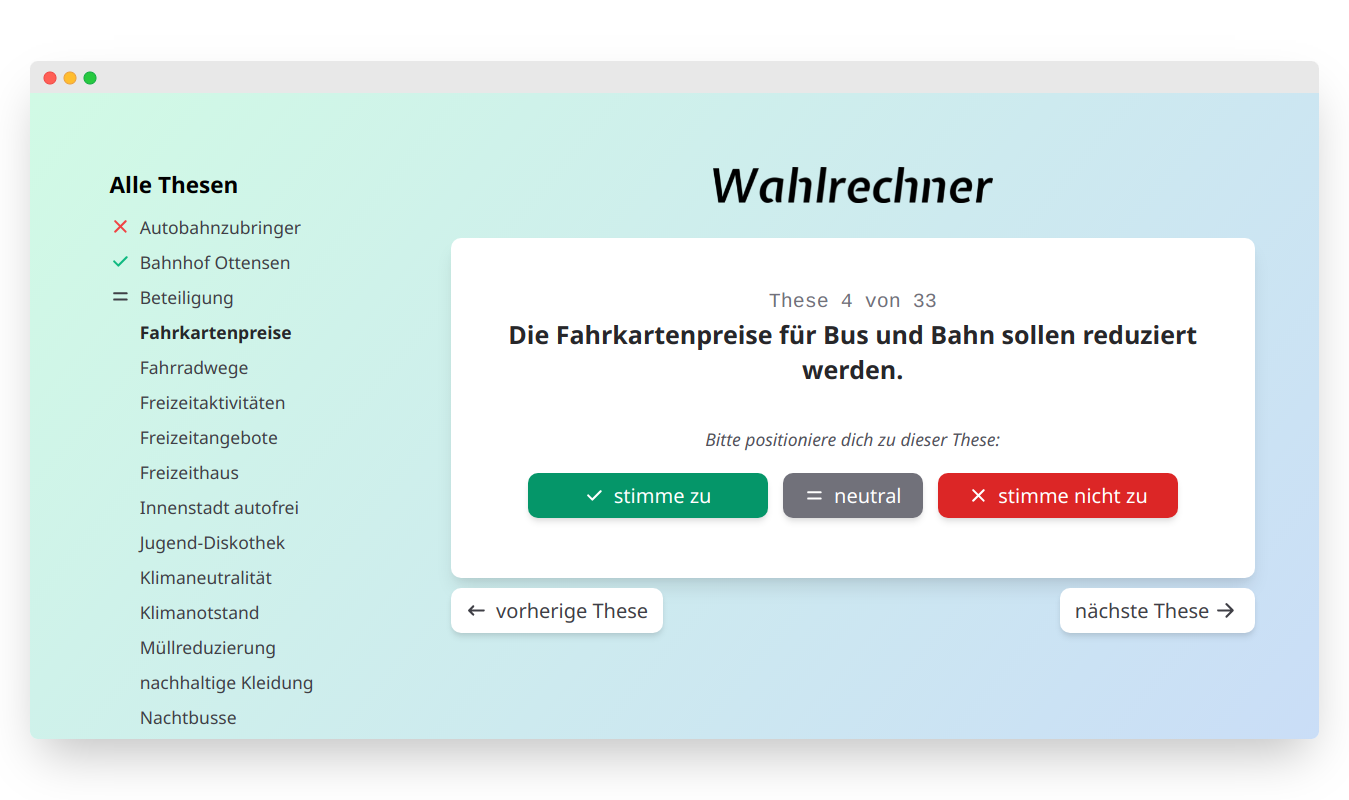 Alle Thesen
Autobahnzubringer
Bahnhof Ottensen
Beteiligung
Fahrkartenpreise
Fahrradwege
Freizeitaktivitäten
Freizeitangebote
Freizeithaus
Innenstadt autofrei
Jugend-Diskothek
Klimaneutralität
Klimanotstand
Müllreduzierung
nachhaltige Kleidung
Nachtbusse
Wahlrechner
These 4 von 33
Die Fahrkartenpreise für Bus und Bahn sollen reduziert
werden.
Bitte positioniere dich zu dieser These:
stimme zu
neutral
stimme nicht zu
vorherige These
nächste These